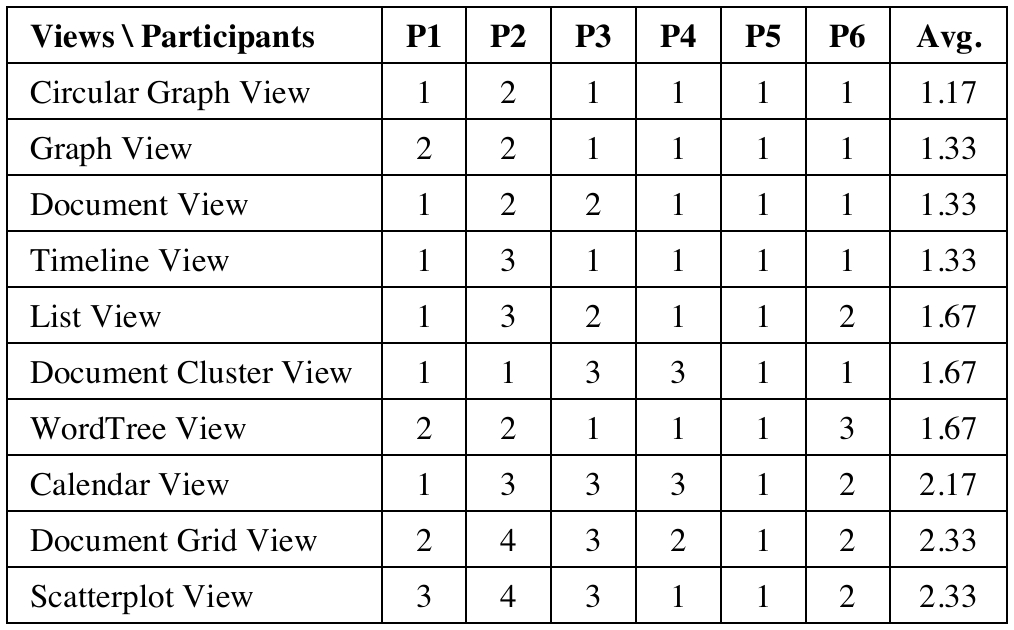 Views \ Participants P1 P2 P3 P4 P5 P6 Avg.
Circular Graph View 1 2 1 1 1 1 1.17
Graph View 2 2 1 1 1 1 1.33
Document View 1 2 2 1 1 1 1.33
Timeline View 1 3 1 1 1 1 1.33
List View 1 3 2 1 1 2 1.67
Document Cluster View 1 1 3 3 1 1 1.67
WordTree View 2 2 1 1 1 3 1.67
Calendar View 1 3 3 3 1 2 2.17
Document Grid View 2 4 3 2 1 2 2.33
Scatterplot View 3 4 3 1 1 2 2.33